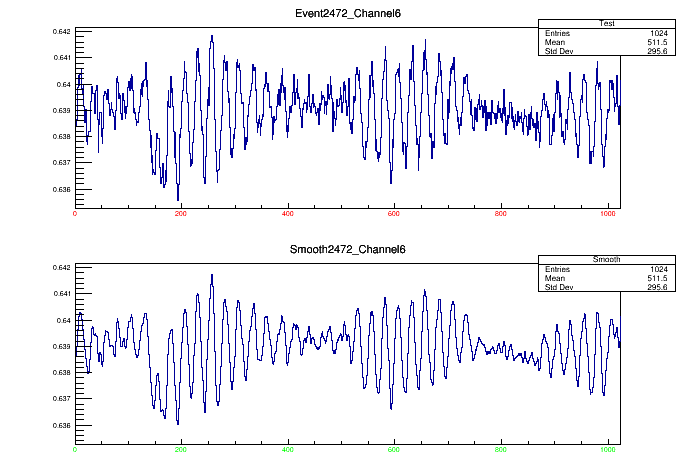 Event2472_Channel6
Test
Entries 1024
Mean 511.5
Std Dev 295.6
0.642
0.641
0.64
0.639
0.638
0.637
0.636
0 200 400 600 800 1000
Smooth2472_Channel6
Smooth
Entries 1024
Mean 511.5
Std Dev 295.6
0.642
0.641
0.64
0.639
0.638
0.637
0.636
0 200 400 600 800 1000